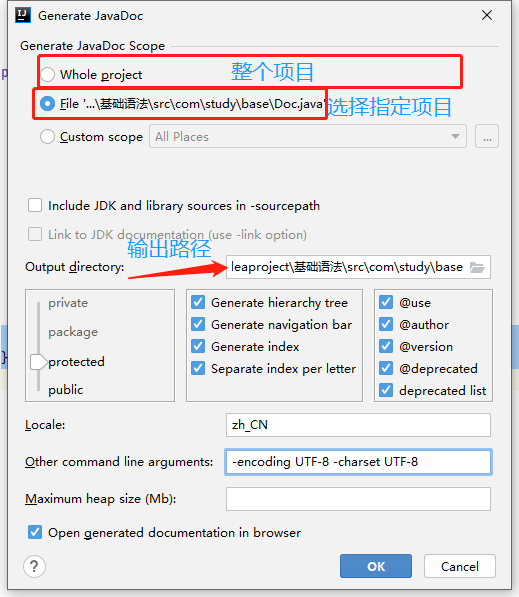 Generate JavaDoc
Generate JavaDoc Scope
Whole project
整个项目
File '...\基础语法\src\com\study\base\Doc.java'
选择指定项目
Custom scope
All Places
...
Include JDK and library sources in -sourcepath
Link to JDK documentation (use -link option)
输出路径
Output directory:
leaproject\基础语法\src\com\study\base
private
package
protected
public
Generate hierarchy tree
Generate navigation bar
Generate index
Separate index per letter
@use
@author
@version
@deprecated
deprecated list
Locale:
zh_CN
Other command line arguments:
-encoding UTF-8 -charset UTF-8
Maximum heap size (Mb):
Open generated documentation in browser
?
OK
Cancel